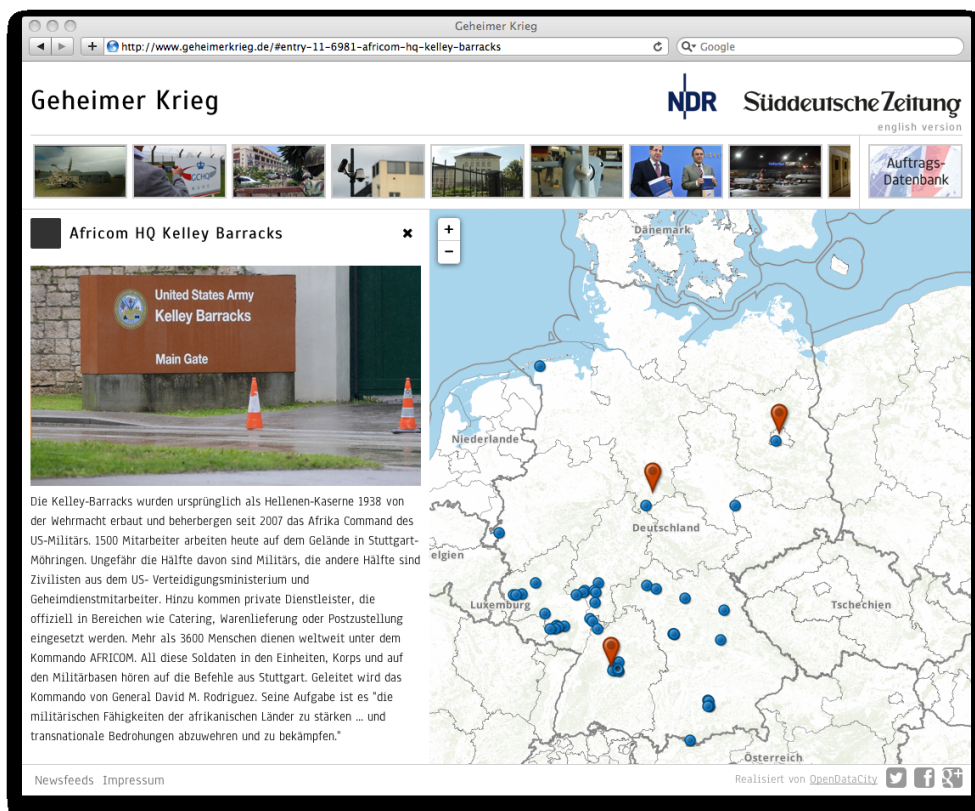 Geheimer Krieg
http://www.geheimerkrieg.de/#entry-11-6981-africom-hq-kelley-barracks
Google
Geheimer Krieg
NDR
Süddeutsche Zeitung
english version
GCHQ
Auftrags-
Datenbank
Africom HQ Kelley Barracks
United States Army
Kelley Barracks
Main Gate
Die Kelley-Barracks wurden ursprünglich als Hellenen-Kaserne 1938 von
der Wehrmacht erbaut und beherbergen seit 2007 das Afrika Command des
US-Militärs. 1500 Mitarbeiter arbeiten heute auf dem Gelände in Stuttgart-
Möhringen. Ungefähr die Hälfte davon sind Militärs, die andere Hälfte sind
Zivilisten aus dem US- Verteidigungsministerium und
Geheimdienstmitarbeiter. Hinzu kommen private Dienstleister, die
offiziell in Bereichen wie Catering, Warenlieferung oder Postzustellung
eingesetzt werden. Mehr als 3600 Menschen dienen weltweit unter dem
Kommando AFRICOM. All diese Soldaten in den Einheiten, Korps und auf
den Militärbasen hören auf die Befehle aus Stuttgart. Geleitet wird das
Kommando von General David M. Rodriguez. Seine Aufgabe ist es "die
militärischen Fähigkeiten der afrikanischen Länder zu stärken ... und
transnationale Bedrohungen abzuwehren und zu bekämpfen."
+
−
Dänemark
Niederlande
Deutschland
elgien
Luxemburg
Tschechien
Österreich
Newsfeeds Impressum
Realisiert von OpenDataCity